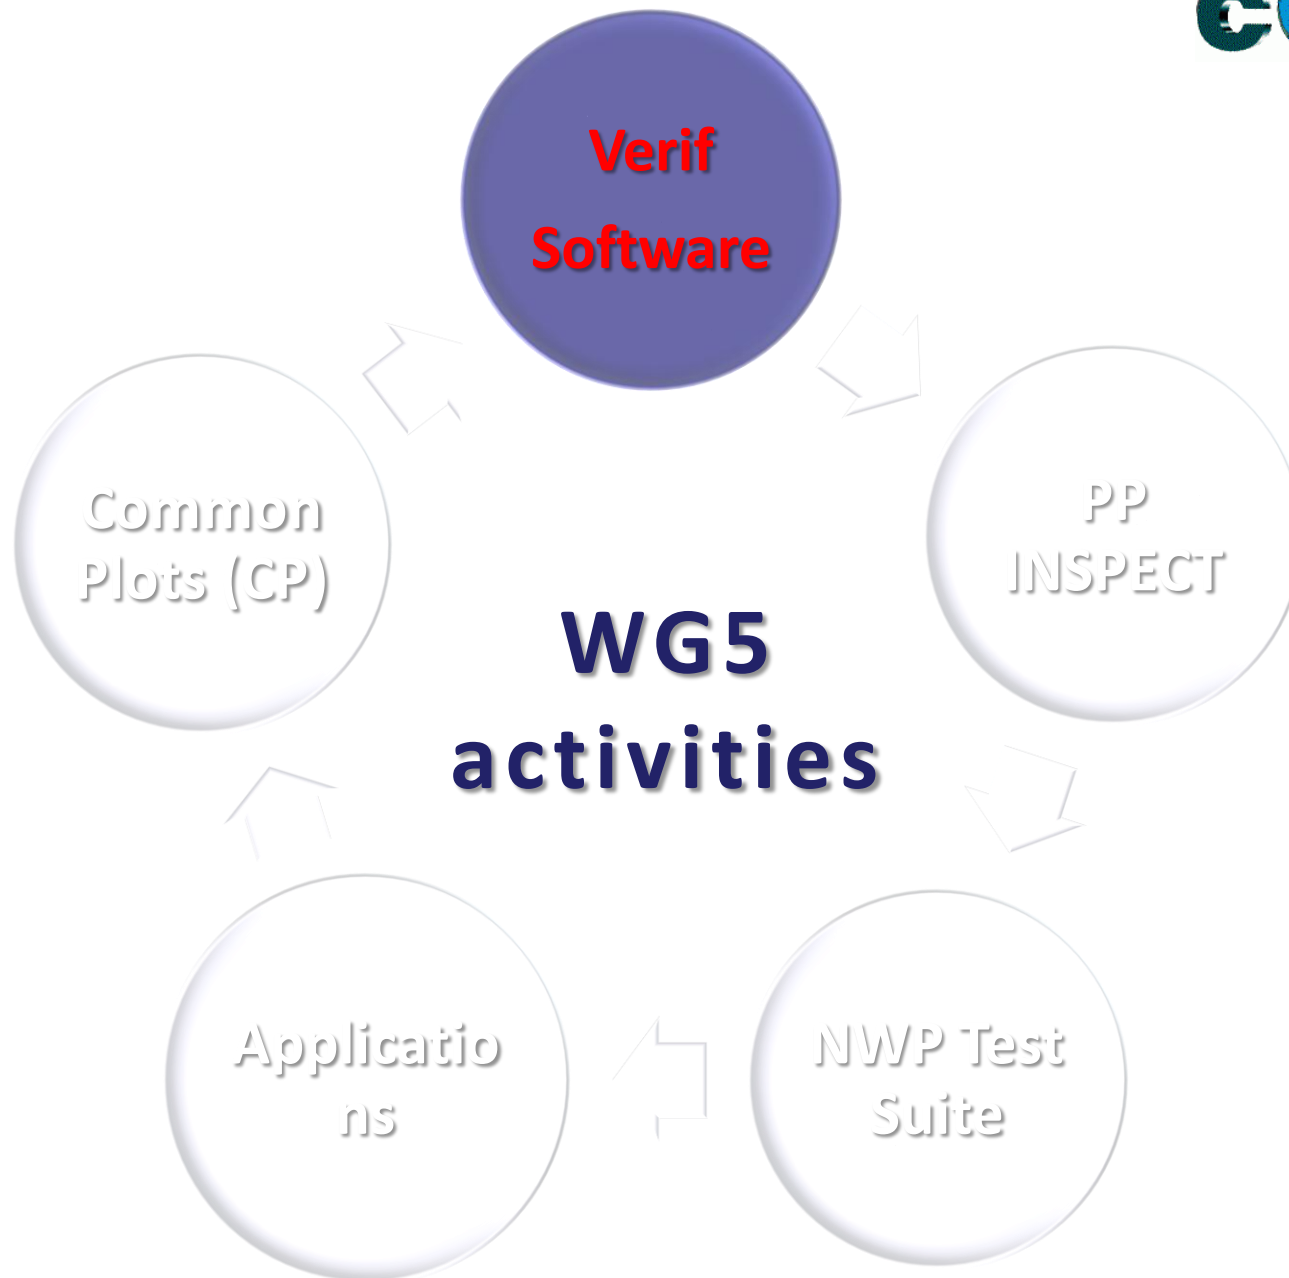 Verif
Software
Common
Plots (CP)
PP
INSPECT
WG5
activities
Applicatio
ns
NWP Test
Suite